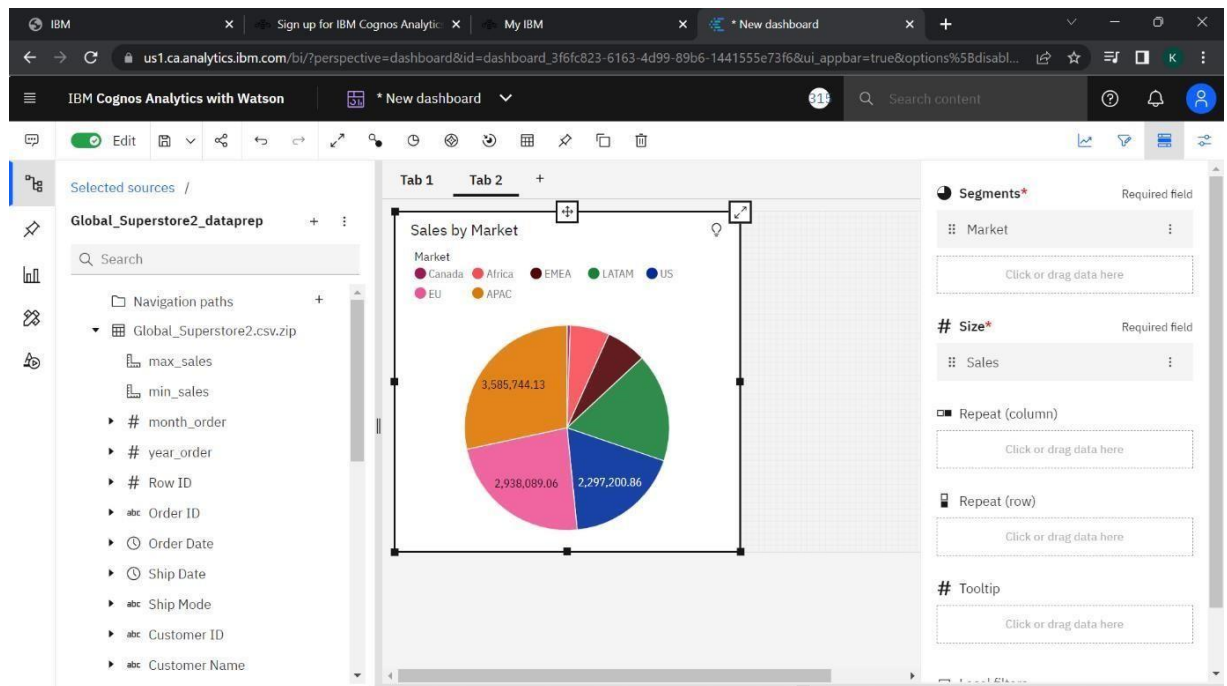 IBM
Sign up for IBM Cognos Analytic
My IBM
* New dashboard
us1.ca.analytics.ibm.com/bi/?perspective=dashboard&id=dashboard_3f6fc823-6163-4d99-89b6-1441555e73f6&ui_appbar=true&options%5Bdisabl...
K
IBM Cognos Analytics with Watson
* New dashboard
Search content
Edit
Selected sources /
Global_Superstore2_dataprep
Search
Navigation paths
Global_Superstore2.csv.zip
max_sales
min_sales
# month_order
# year_order
# Row ID
abc Order ID
Order Date
Ship Date
abc Ship Mode
abc Customer ID
abc Customer Name
Tab 1 Tab 2 +
Sales by Market
Market
Canada Africa EMEA LATAM US
EU APAC
3,585,744.13
2,938,089.06
2,297,200.86
Segments* Required field
Market
Click or drag data here
# Size* Required field
Sales
Repeat (column)
Click or drag data here
Repeat (row)
Click or drag data here
# Tooltip
Click or drag data here